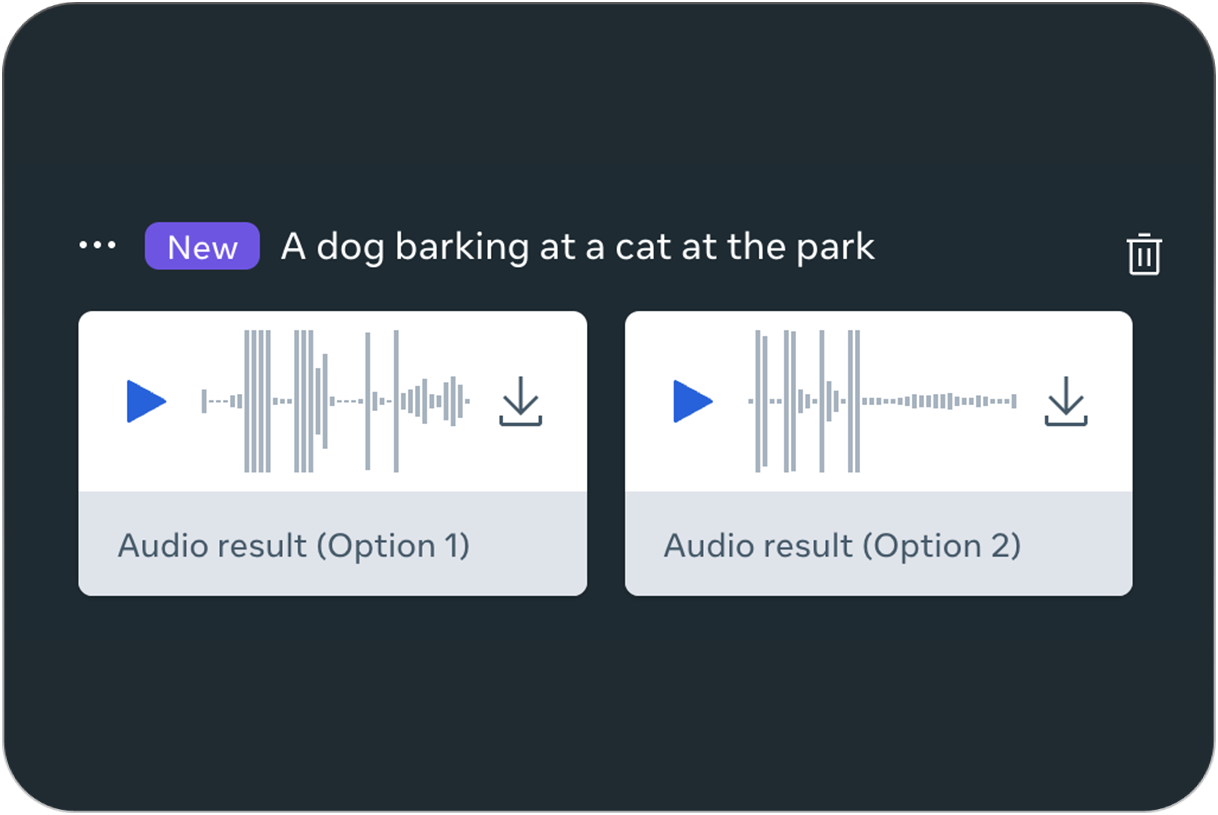 New A dog barking at a cat at the park
Audio result (Option 1)
Audio result (Option 2)